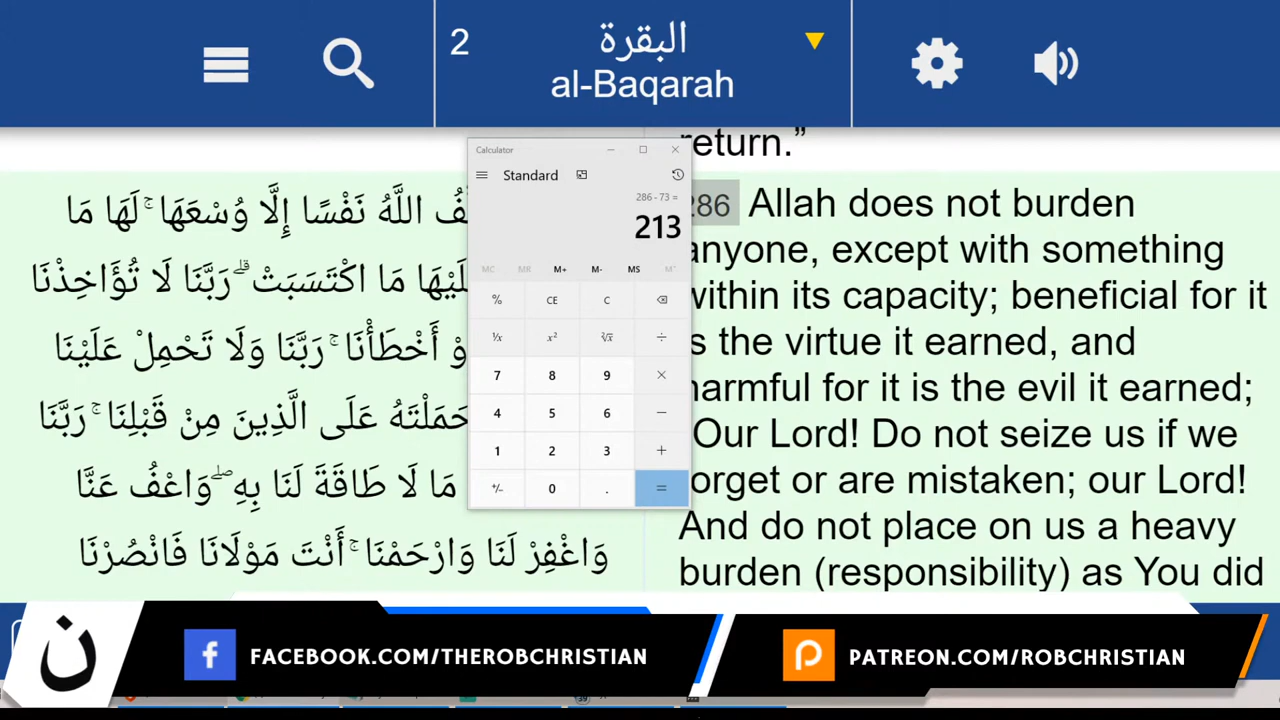 2
البقرة
al-Baqarah
return.”
Calculator
Standard
286 - 73 =
213
MC MR M+ M- MS M˅
% CE C
¹/x x² ²√x ÷
7 8 9 ×
4 5 6 −
1 2 3 +
+/− 0 . =
اللَّهُ نَفْسًا إِلَّا وُسْعَهَا ۚ لَهَا مَا
مَا اكْتَسَبَتْ ۗ رَبَّنَا لَا تُؤَاخِذْنَا
أَخْطَأْنَا ۚ رَبَّنَا وَلَا تَحْمِلْ عَلَيْنَا
حَمَلْتَهُ عَلَى الَّذِينَ مِنْ قَبْلِنَا ۚ رَبَّنَا
مَا لَا طَاقَةَ لَنَا بِهِ ۖ وَاعْفُ عَنَّا
وَاغْفِرْ لَنَا وَارْحَمْنَا ۚ أَنْتَ مَوْلَانَا فَانْصُرْنَا
286 Allah does not burden
anyone, except with something
within its capacity; beneficial for it
is the virtue it earned, and
harmful for it is the evil it earned;
“Our Lord! Do not seize us if we
forget or are mistaken; our Lord!
And do not place on us a heavy
burden (responsibility) as You did
ن
f
FACEBOOK.COM/THEROBCHRISTIAN
PATREON.COM/ROBCHRISTIAN